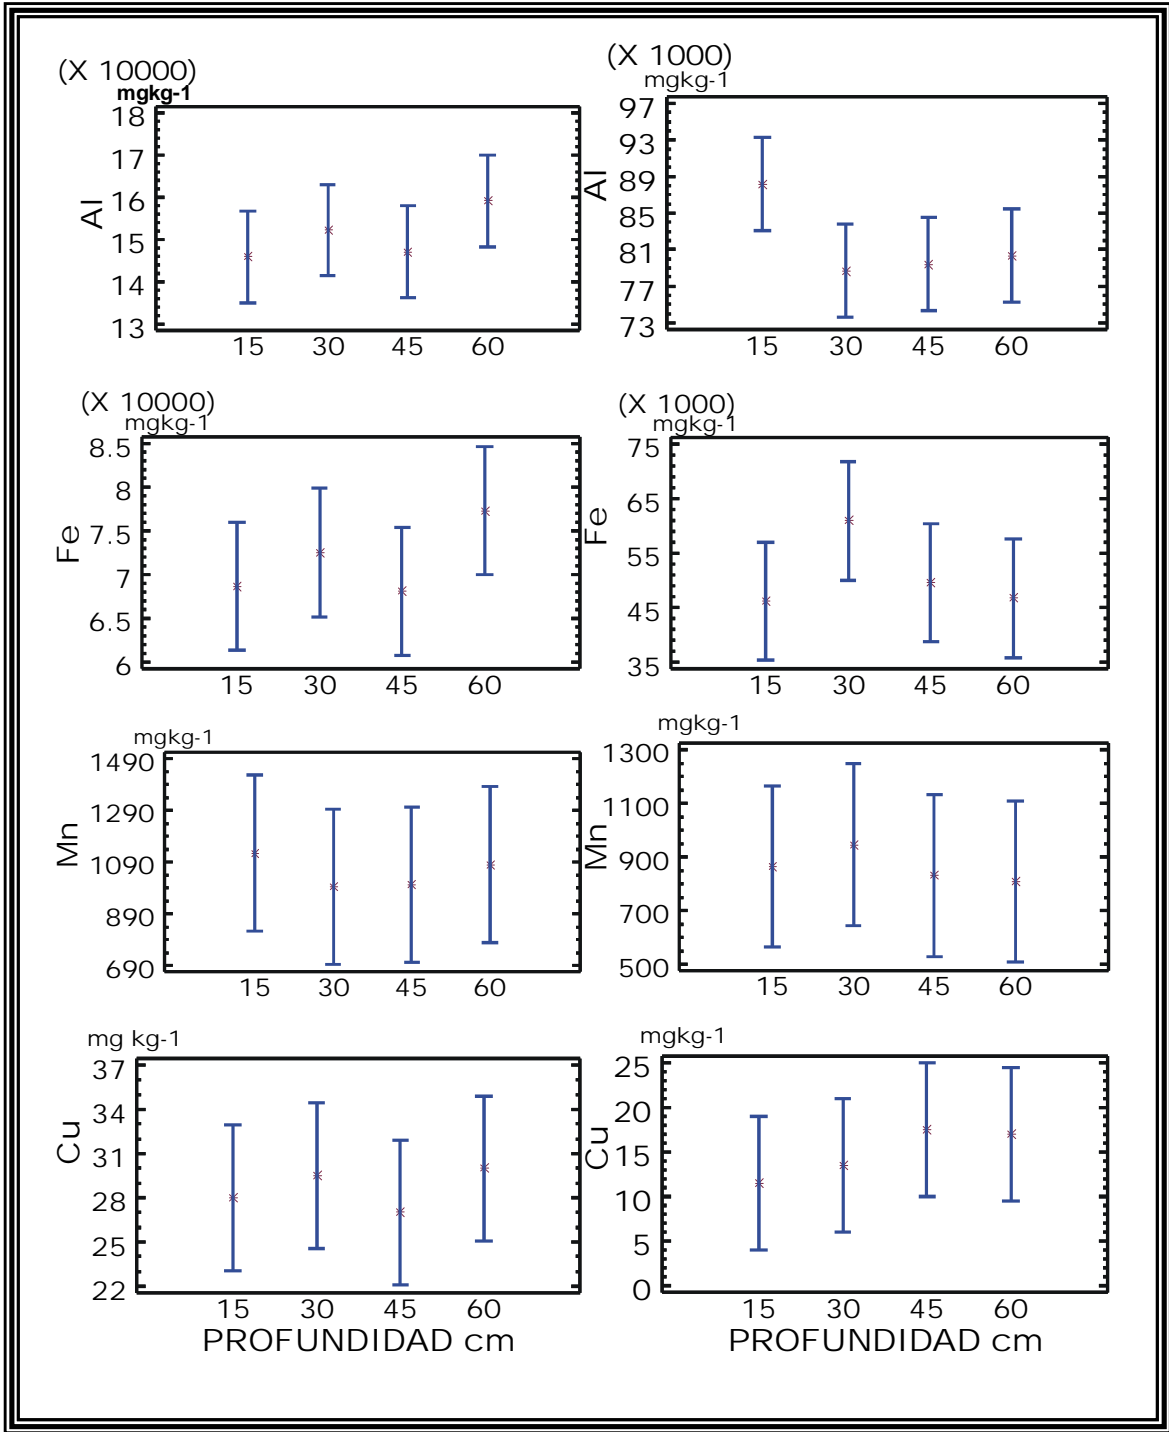 (X 10000)
mgkg-1
18
17
16
15
14
13
Al
15 30 45 60
(X 1000)
mgkg-1
97
93
89
85
81
77
73
Al
15 30 45 60
(X 10000)
mgkg-1
8.5
8
7.5
7
6.5
6
Fe
15 30 45 60
(X 1000)
mgkg-1
75
65
55
45
35
Fe
15 30 45 60
mgkg-1
1490
1290
1090
890
690
Mn
15 30 45 60
mgkg-1
1300
1100
900
700
500
Mn
15 30 45 60
mg kg-1
37
34
31
28
25
22
Cu
15 30 45 60
PROFUNDIDAD cm
mgkg-1
25
20
15
10
5
0
Cu
15 30 45 60
PROFUNDIDAD cm